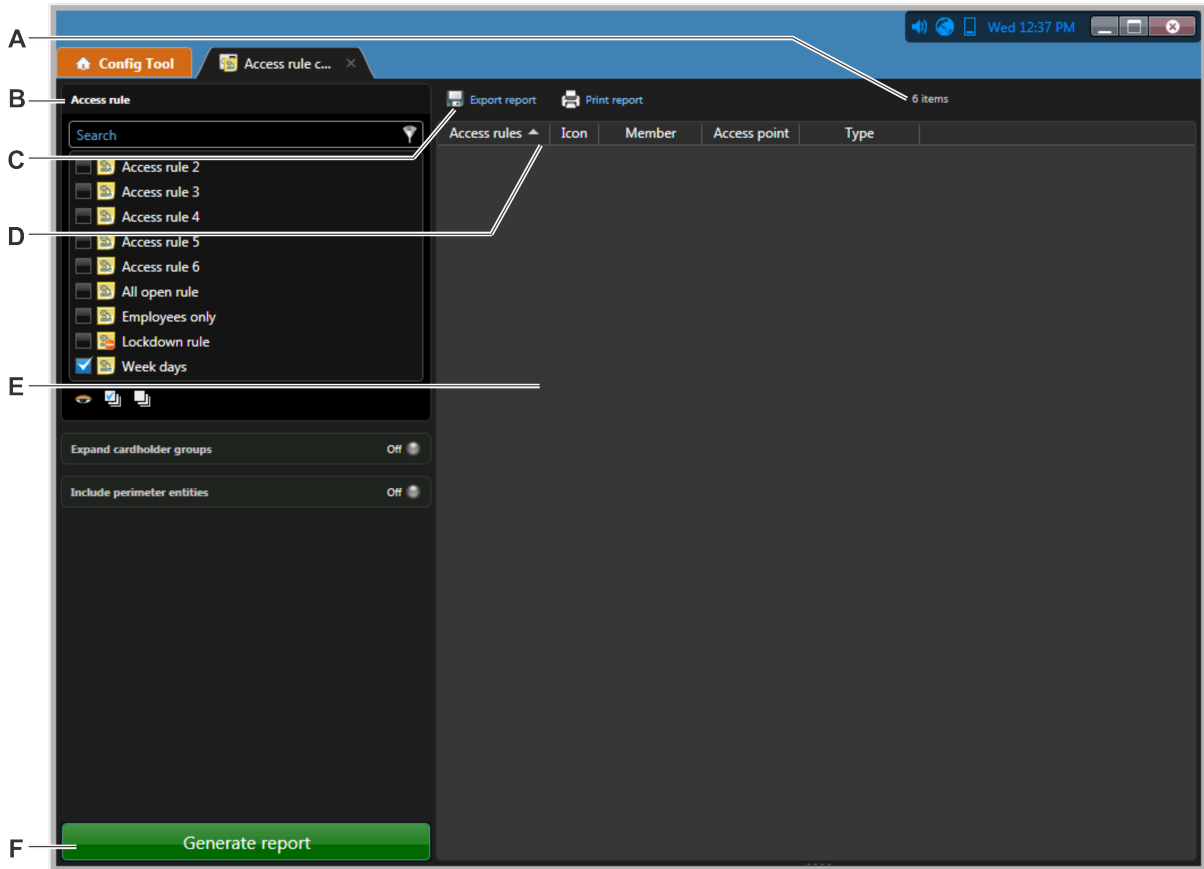 A
Wed 12:37 PM
Config Tool
Access rule c...
B
Access rule
Export report
Print report
6 items
Search
Access rules
Icon
Member
Access point
Type
C
Access rule 2
Access rule 3
Access rule 4
D
Access rule 5
Access rule 6
All open rule
Employees only
Lockdown rule
Week days
E
Expand cardholder groups
Off
Include perimeter entities
Off
F
Generate report